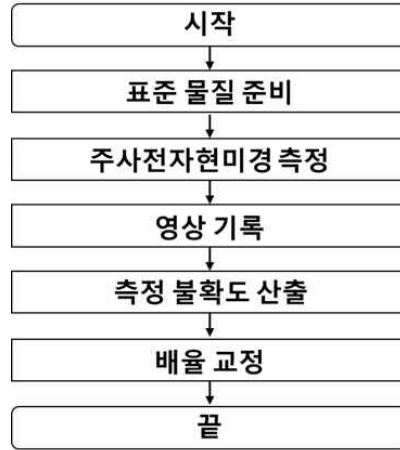 시작
표준 물질 준비
주사전자현미경 측정
영상 기록
측정 불확도 산출
배율 교정
끝